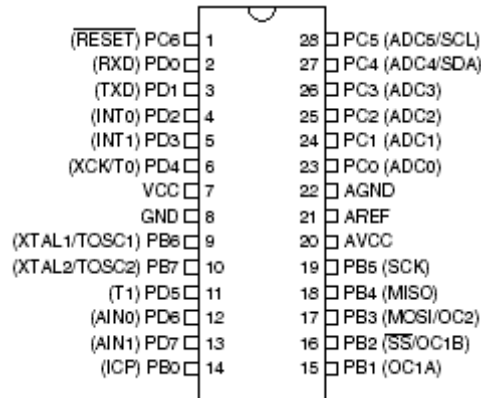 (RESET) PC6 1 28 PC5 (ADC5/SCL)
(RXD) PD0 2 27 PC4 (ADC4/SDA)
(TXD) PD1 3 26 PC3 (ADC3)
(INT0) PD2 4 25 PC2 (ADC2)
(INT1) PD3 5 24 PC1 (ADC1)
(XCK/T0) PD4 6 23 PC0 (ADC0)
VCC 7 22 AGND
GND 8 21 AREF
(XTAL1/TOSC1) PB6 9 20 AVCC
(XTAL2/TOSC2) PB7 10 19 PB5 (SCK)
(T1) PD5 11 18 PB4 (MISO)
(AIN0) PD6 12 17 PB3 (MOSI/OC2)
(AIN1) PD7 13 16 PB2 (SS/OC1B)
(ICP) PB0 14 15 PB1 (OC1A)